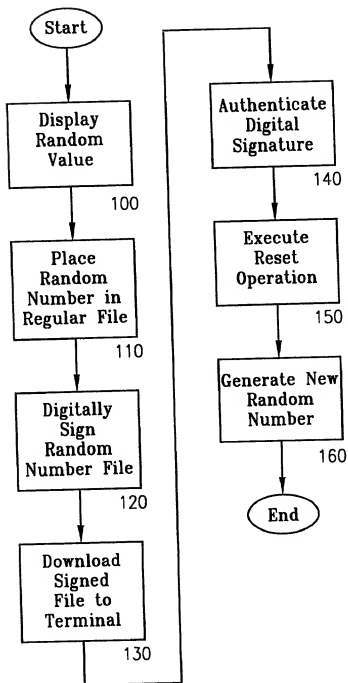 Start
Display
Random
Value
100
Place
Random
Number in
Regular File
110
Digitally
Sign
Random
Number File
120
Download
Signed
File to
Terminal
130
Authenticate
Digital
Signature
140
Execute
Reset
Operation
150
Generate New
Random
Number
160
End